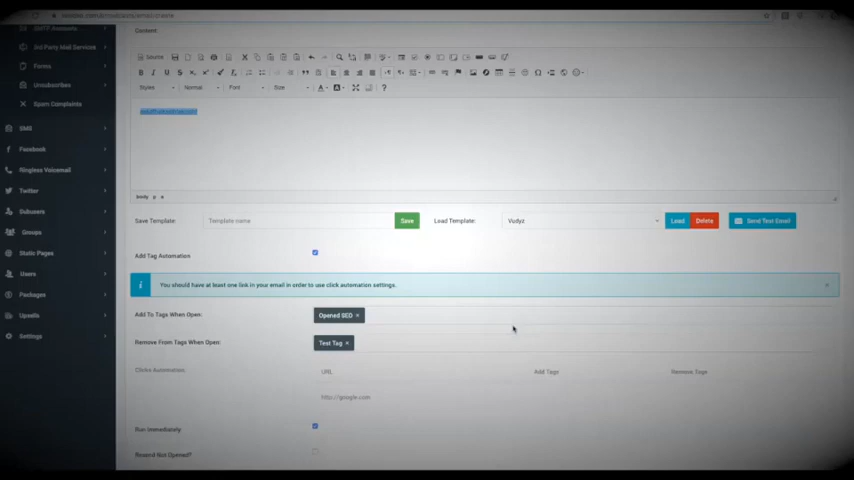 SMTP Accounts
3rd Party Mail Services
Forms
Unsubscribes
Spam Complaints
SMS
Facebook
Ringless Voicemail
Twitter
Subusers
Groups
Static Pages
Users
Packages
Upsells
Settings
Content
Source
Styles Normal Font Size
body p
Save Template: Template name Save Load Template: Vudyz Load Delete Send Test Email
Add Tag Automation
You should have at least one link in your email in order to use click automation settings.
Add To Tags When Open: Opened SEO ×
Remove From Tags When Open: Test Tag ×
Clicks Automation: URL Add Tags Remove Tags
http://google.com
Run Immediately
Resend Not Opened?